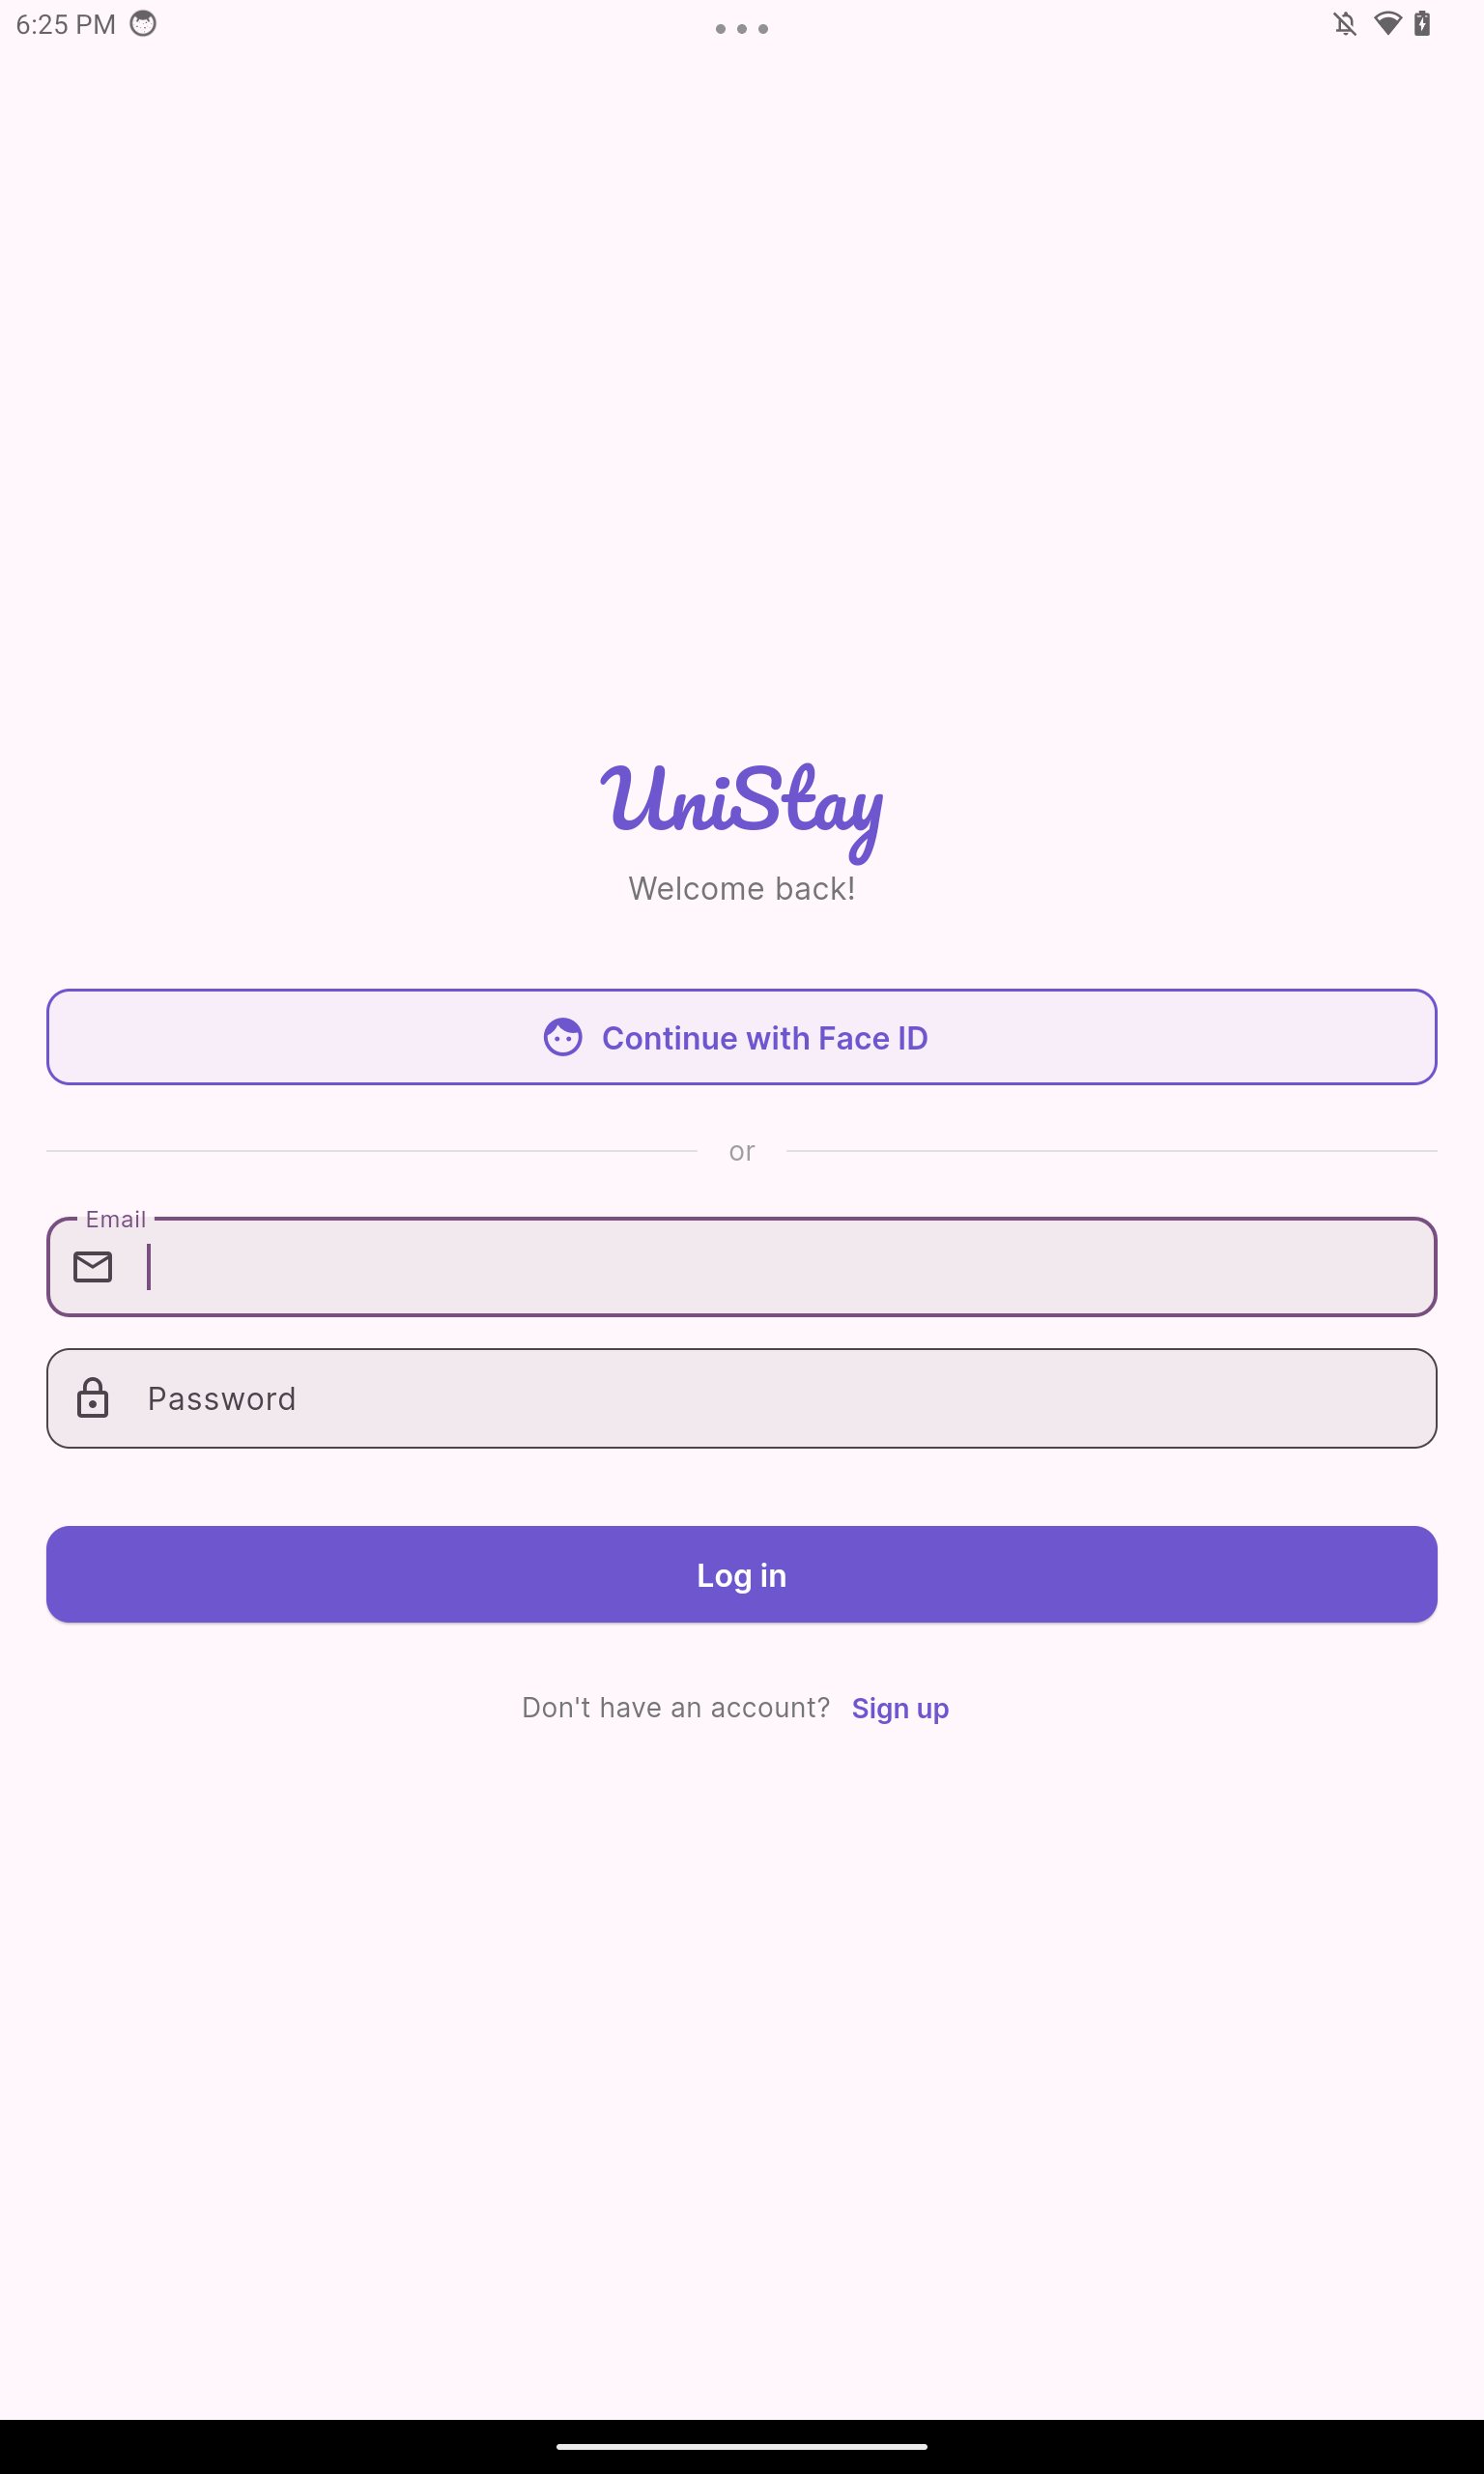 6:25 PM
UniStay
Welcome back!
Continue with Face ID
or
Email
Password
Log in
Don't have an account? Sign up